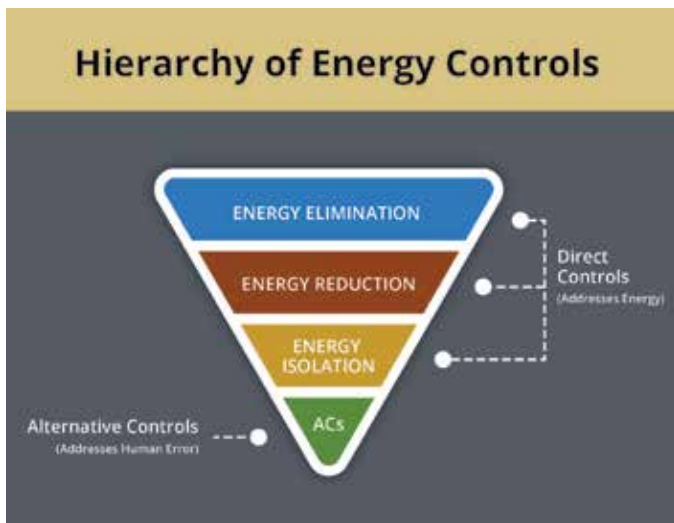 Hierarchy of Energy Controls
ENERGY ELIMINATION
ENERGY REDUCTION
ENERGY
ISOLATION
ACs
Direct
Controls
(Addresses Energy)
Alternative Controls
(Addresses Human Error)